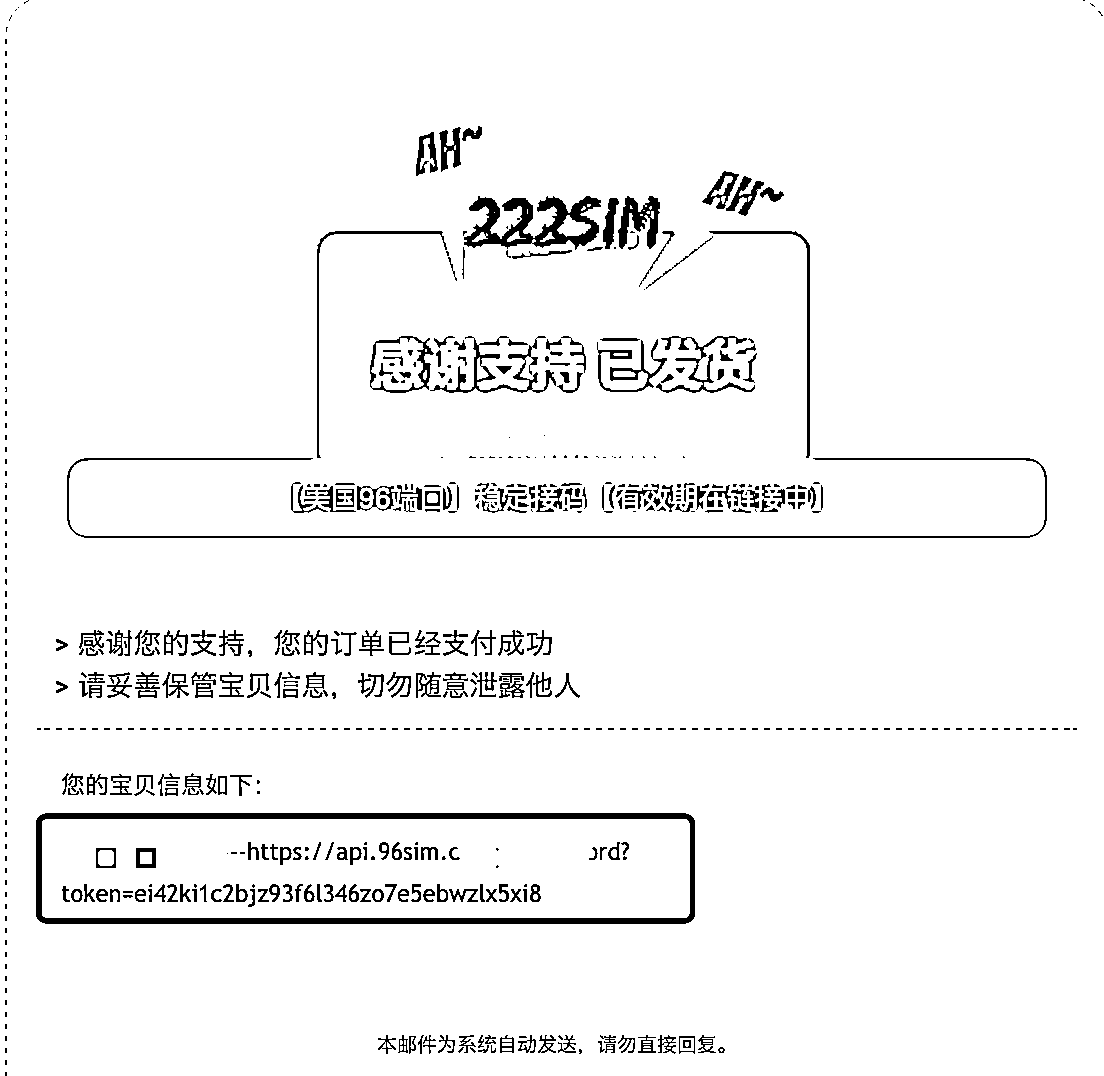 AH~
AH~
222SIM
感谢支持 已发货
【美国96端口】稳定接码【有效期在链接中】
> 感谢您的支持，您的订单已经支付成功
> 请妥善保管宝贝信息，切勿随意泄露他人
您的宝贝信息如下：
--https://api.96sim.c ord?
token=ei42ki1c2bjz93f6l346zo7e5ebwzlx5xi8
本邮件为系统自动发送，请勿直接回复。